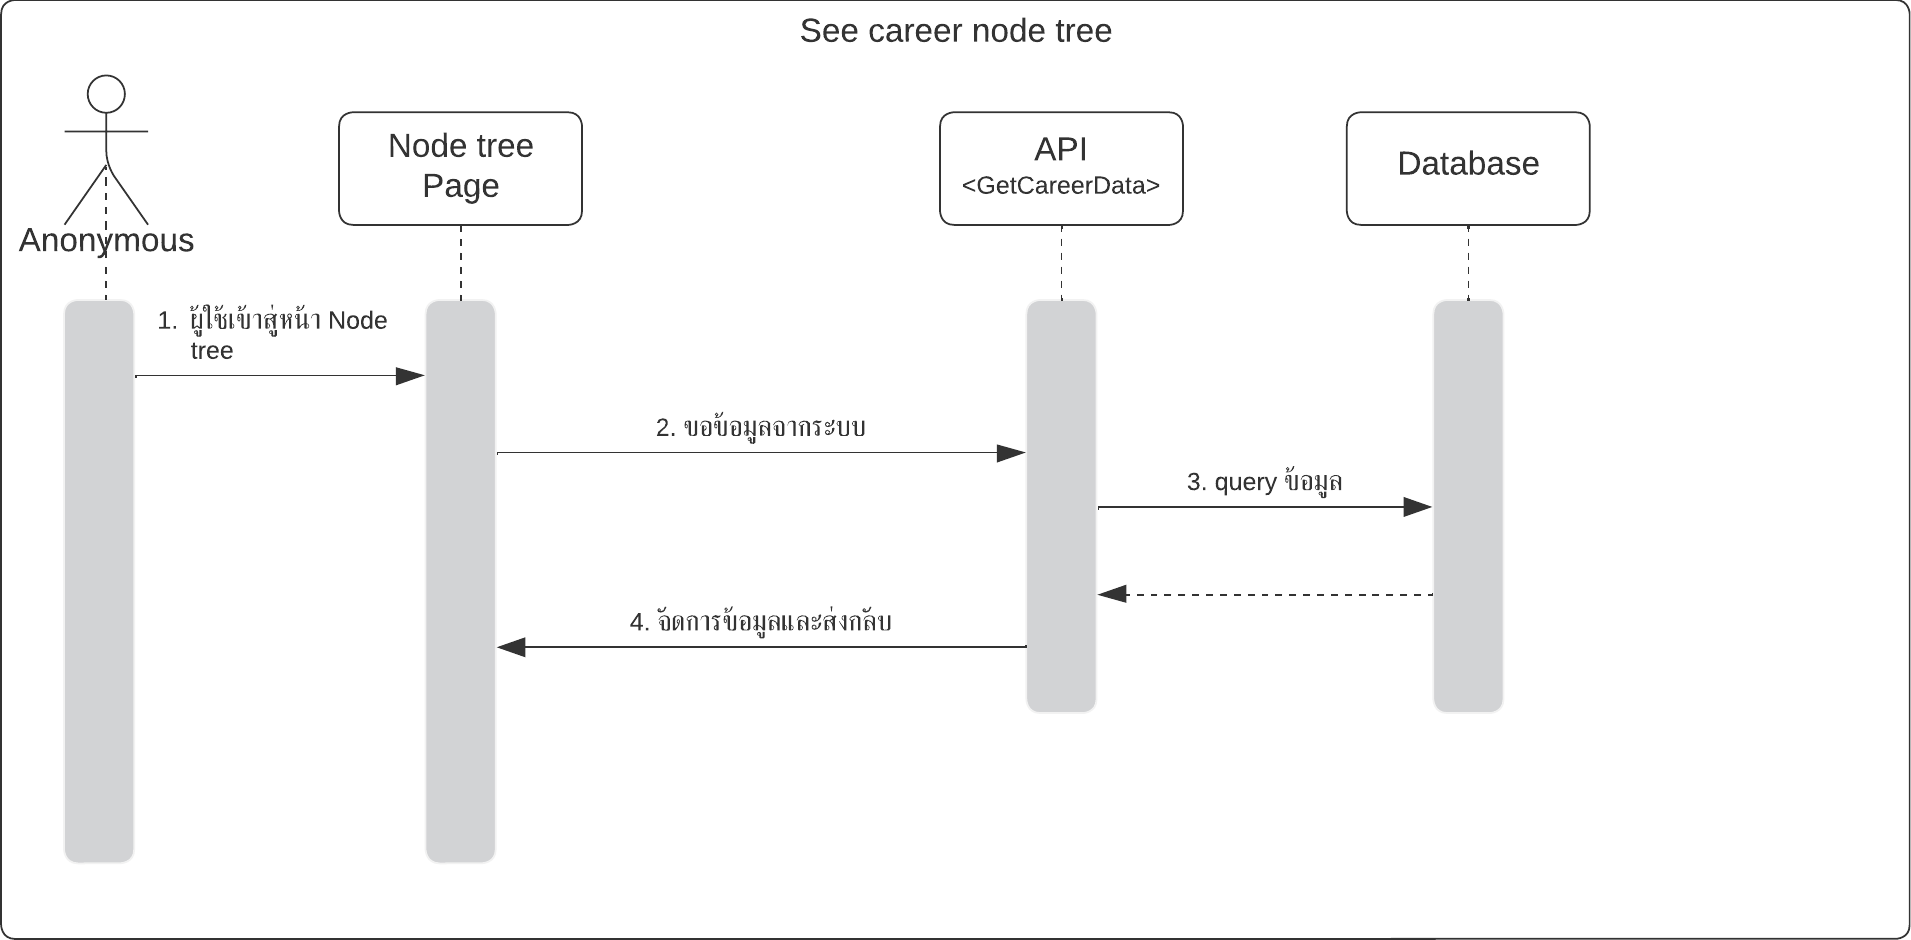 See career node tree
Node tree
Page
API
<GetCareerData>
Database
Anonymous
1. ผู้ใช้เข้าสู่หน้า Node
tree
2. ขอข้อมูลจากระบบ
3. query ข้อมูล
4. จัดการข้อมูลและส่งกลับ